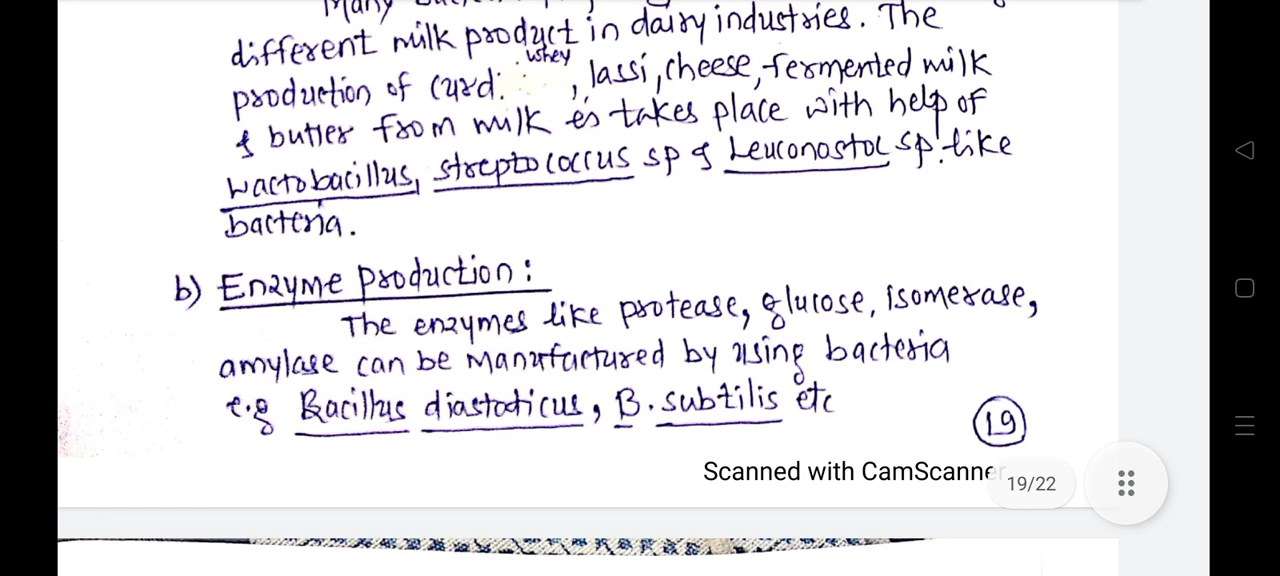 Many
different milk product in dairy industries. The
production of curd. whey, lassi, cheese, fermented milk
& butter from milk is takes place with help of
Lactobacillus, streptococcus sp & Leuconostoc sp. like
bacteria.
b) Enzyme production:
The enzymes like protease, glucose, isomerase,
amylase can be manufactured by using bacteria
e.g Bacillus diastaticus, B. subtilis etc
19
Scanned with CamScanner
19/22